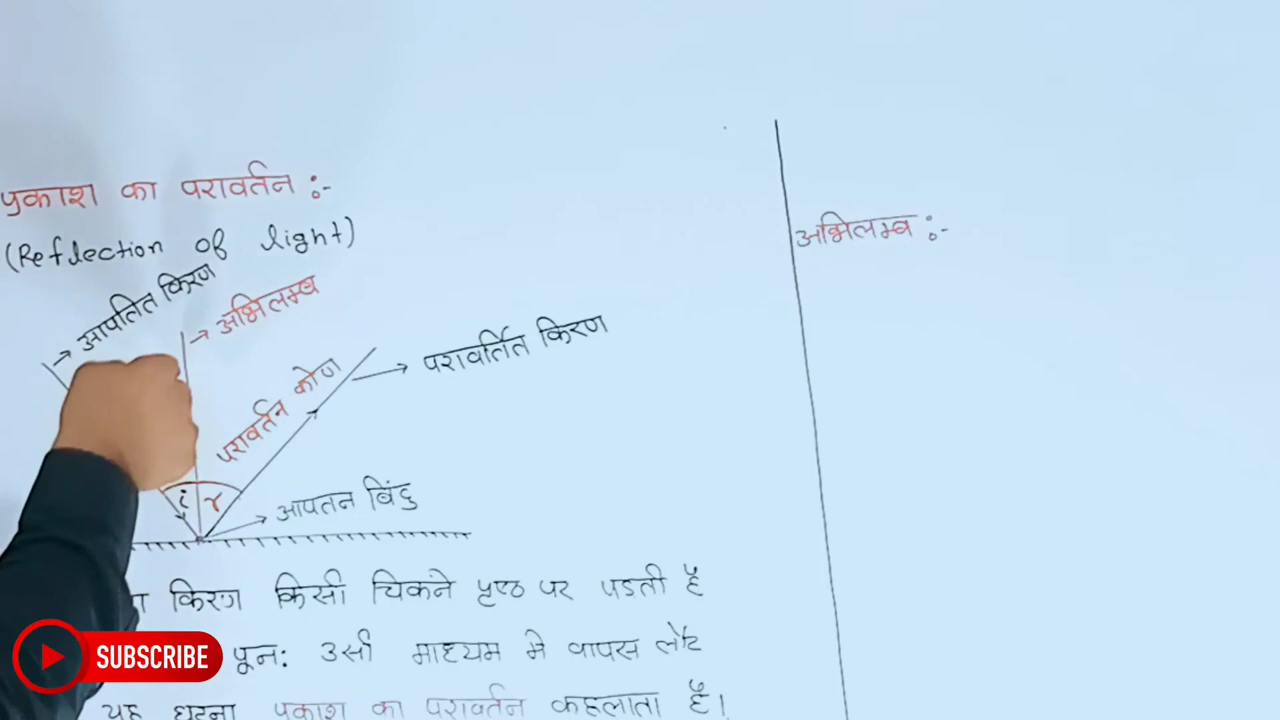 प्रकाश का परावर्तन :-
(Reflection of light)
आपतित किरण
अभिलम्ब
परावर्तित किरण
परावर्तन कोण
i r
आपतन बिंदु
किरण किसी चिकने पृष्ठ पर पडती है
पून: उसी माध्यम मे वापस लौट
यह घटना प्रकाश का परावर्तन कहलाता है।
अभिलम्ब :-
SUBSCRIBE